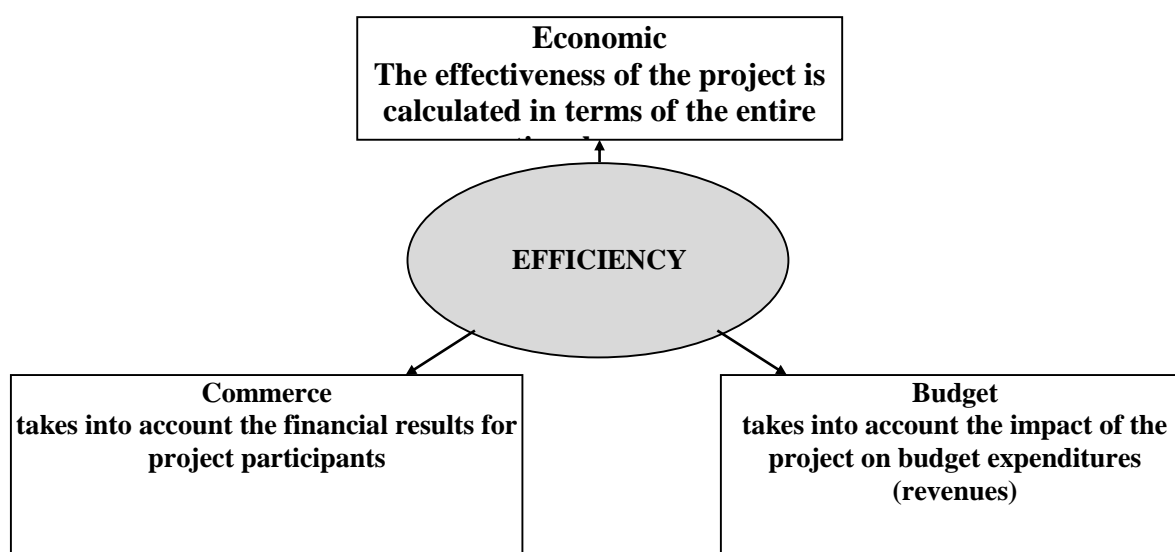 Economic
The effectiveness of the project is
calculated in terms of the entire
EFFICIENCY
Commerce
takes into account the financial results for
project participants
Budget
takes into account the impact of the
project on budget expenditures
(revenues)